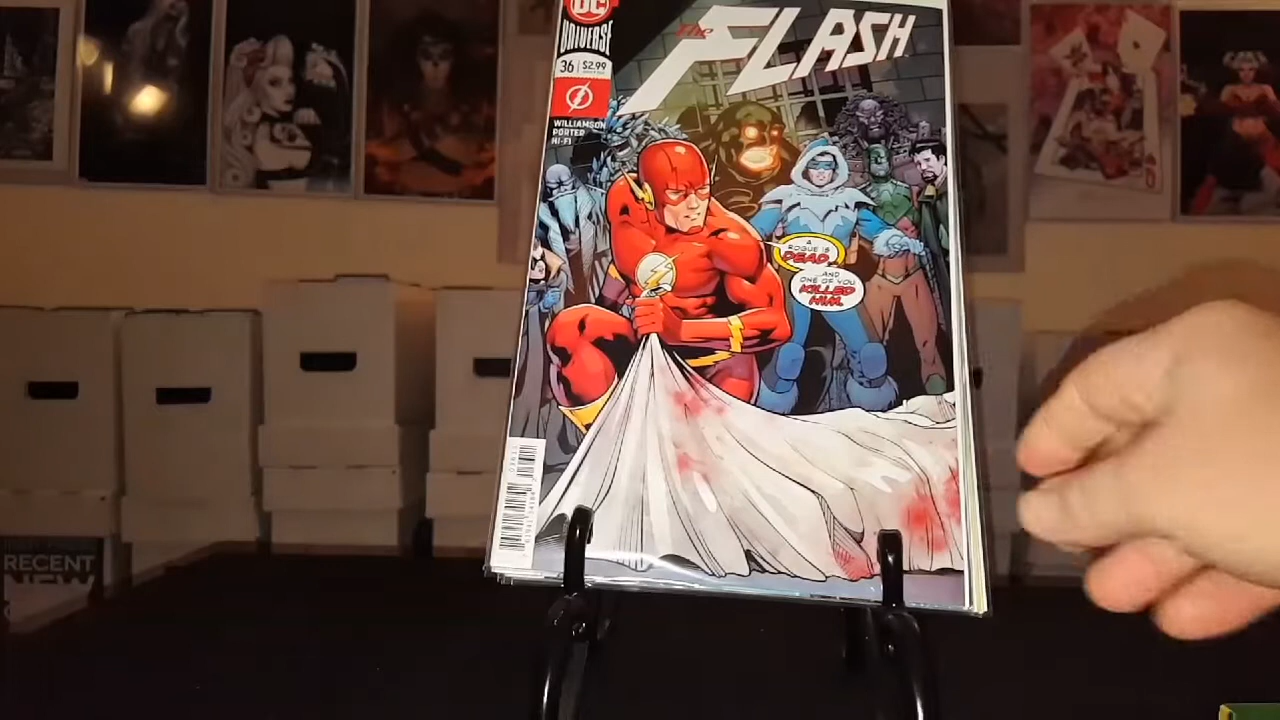 DC
UNIVERSE
36 $2.99
WILLIAMSON
PORTER
HI-FI
The
FLASH
A
ROGUE IS
DEAD...
...AND
ONE OF YOU
KILLED
HIM.
RECENT
NEW